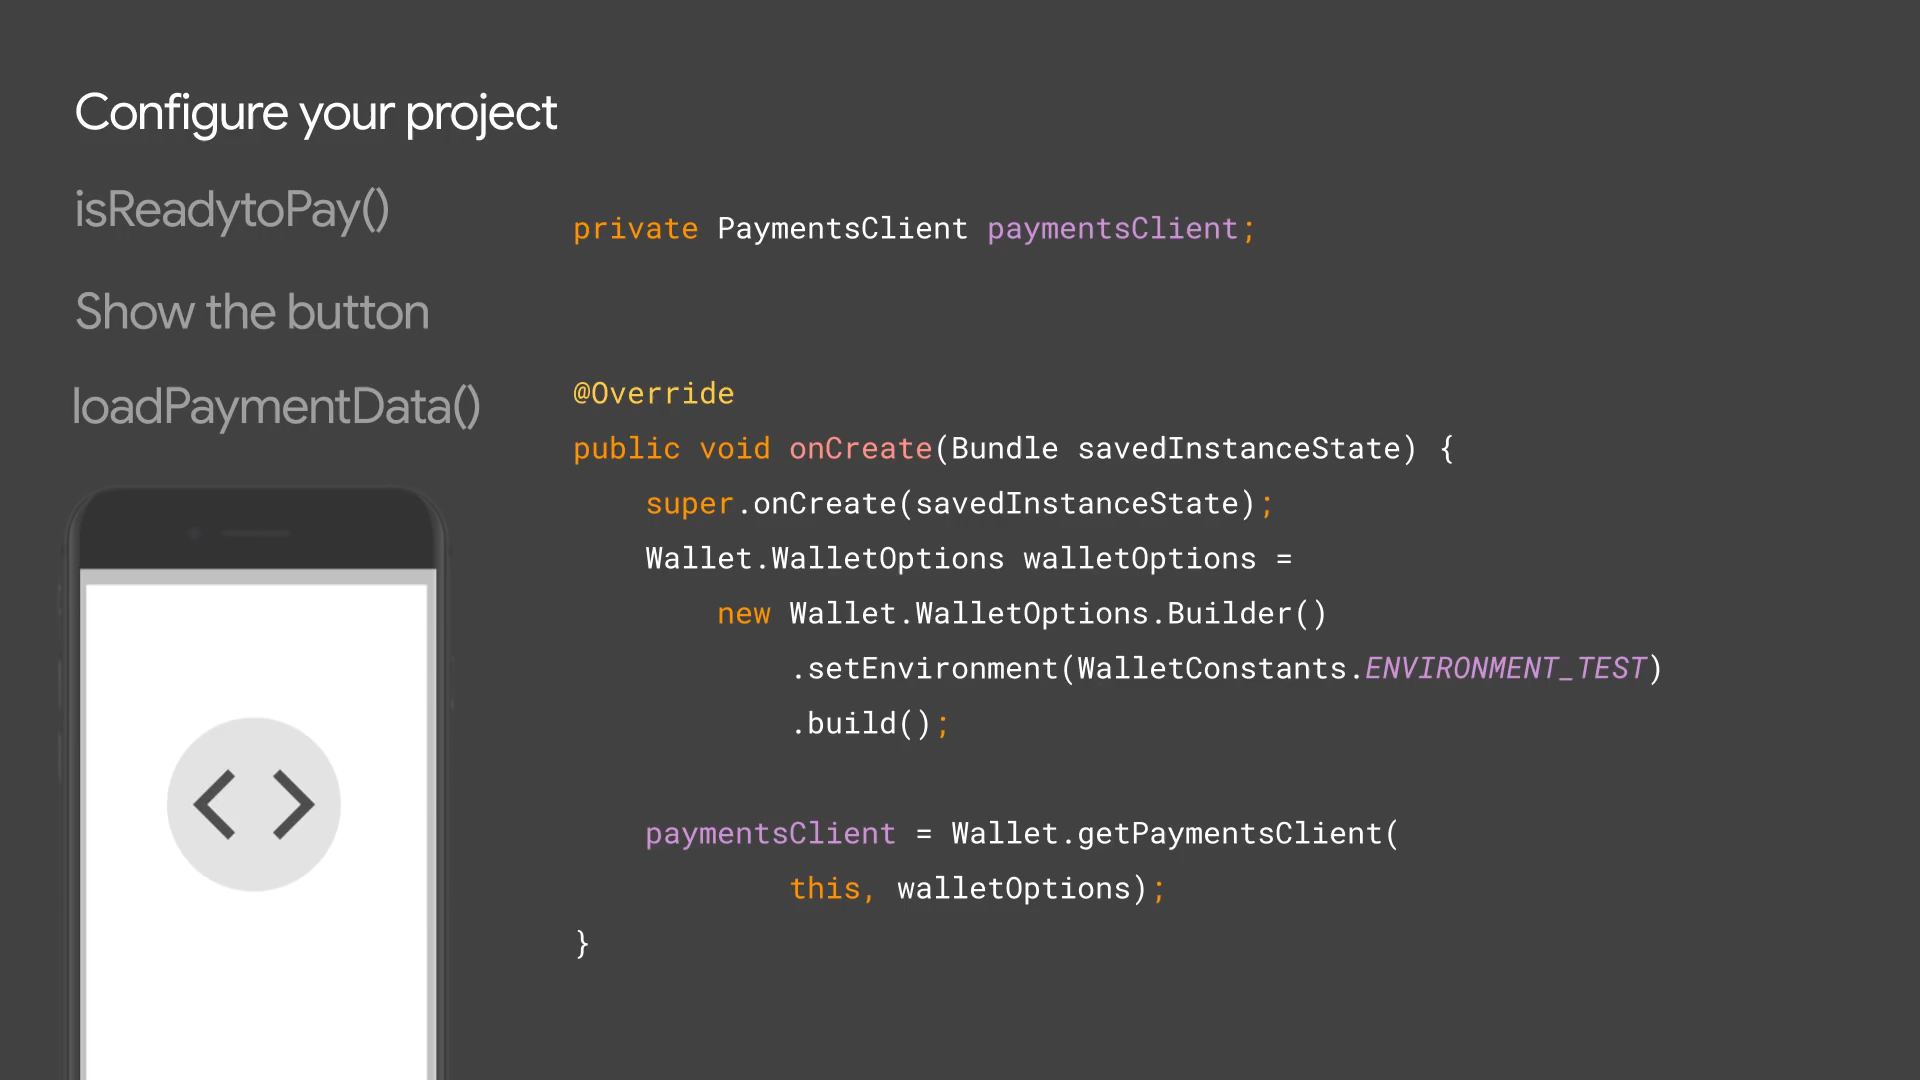 Configure your project
isReadytoPay()
Show the button
loadPaymentData()
private PaymentsClient paymentsClient;
@Override
public void onCreate(Bundle savedInstanceState) {
super.onCreate(savedInstanceState);
Wallet.WalletOptions walletOptions =
new Wallet.WalletOptions.Builder()
.setEnvironment(WalletConstants.ENVIRONMENT_TEST)
.build();
paymentsClient = Wallet.getPaymentsClient(
this, walletOptions);
}